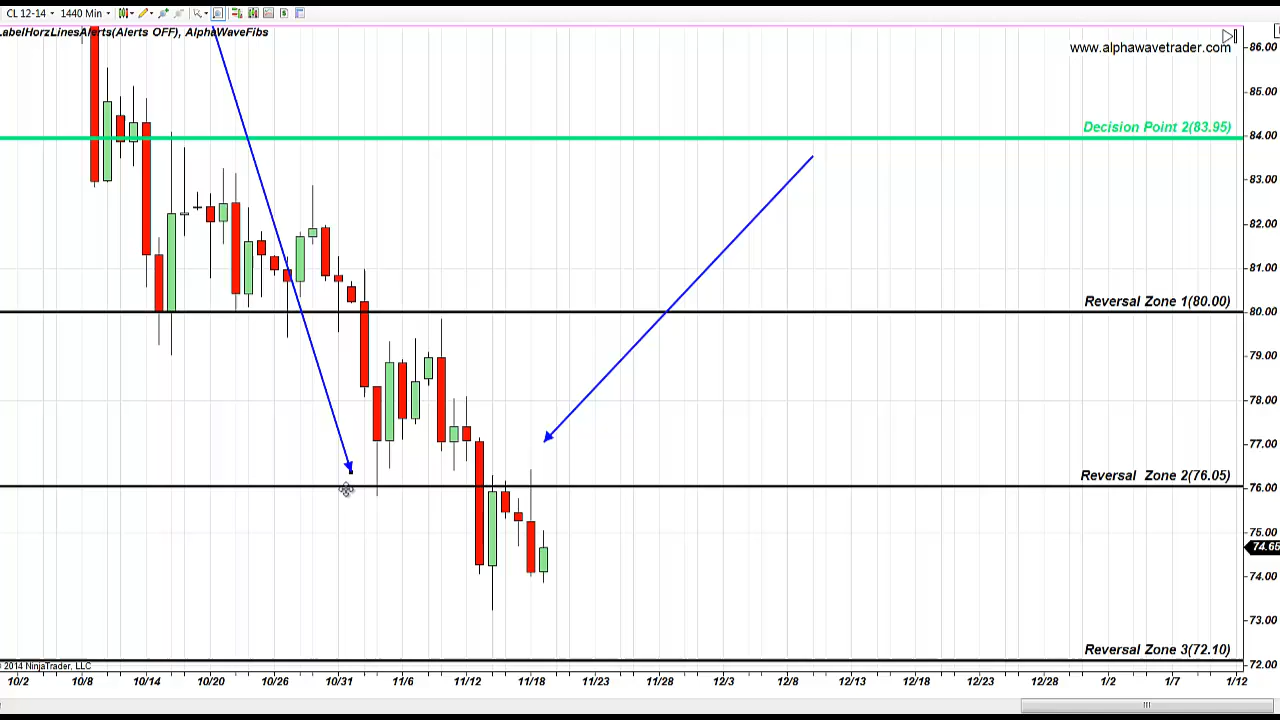 CL 12-14 1440 Min
LabelHorzLinesAlerts(Alerts OFF), AlphaWaveFibs
www.alphawavetrader.com
86.00
85.00
Decision Point 2(83.95)
84.00
83.00
82.00
81.00
Reversal Zone 1(80.00)
80.00
79.00
78.00
77.00
Reversal Zone 2(76.05)
76.00
75.00
74.65
74.00
73.00
Reversal Zone 3(72.10)
72.00
© 2014 NinjaTrader, LLC
10/2 10/8 10/14 10/20 10/26 10/31 11/6 11/12 11/18 11/23 11/28 12/3 12/8 12/13 12/18 12/23 12/28 1/2 1/7 1/12